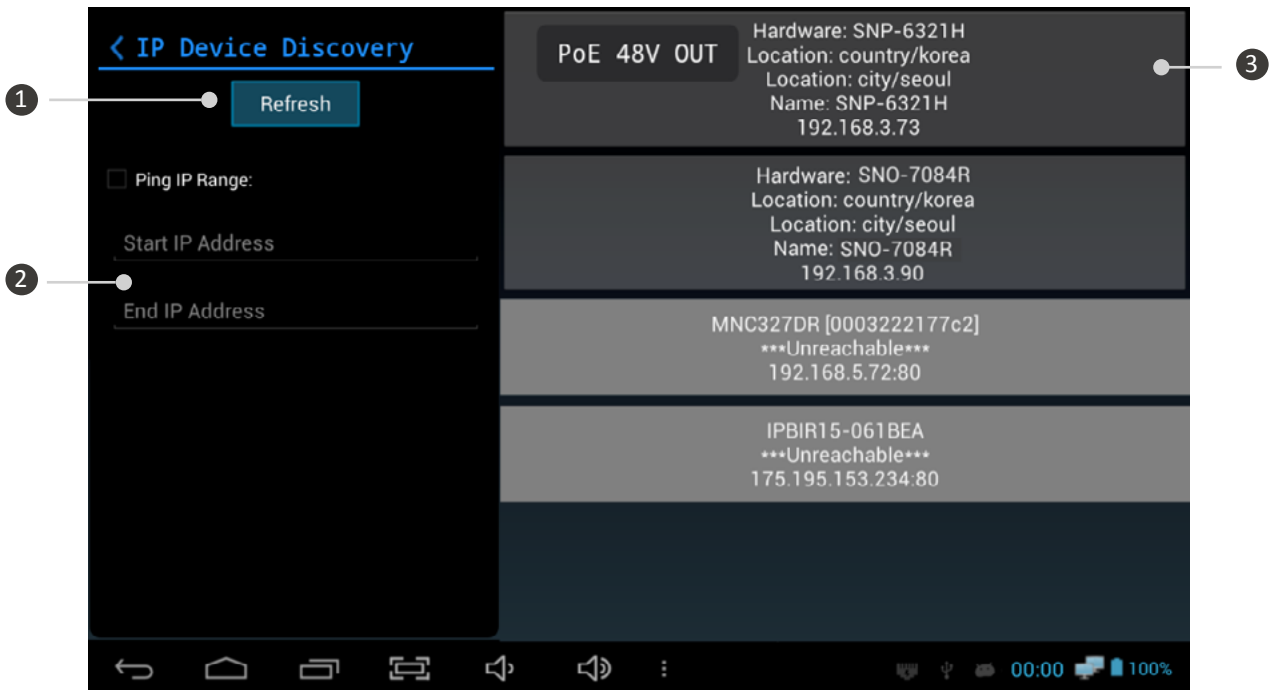 IP Device Discovery
1
Refresh
Ping IP Range:
Start IP Address
2
End IP Address
PoE 48V OUT
Hardware: SNP-6321H
Location: country/korea
Location: city/seoul
Name: SNP-6321H
192.168.3.73
3
Hardware: SNO-7084R
Location: country/korea
Location: city/seoul
Name: SNO-7084R
192.168.3.90
MNC327DR [0003222177c2]
***Unreachable***
192.168.5.72:80
IPBIR15-061BEA
***Unreachable***
175.195.153.234:80
00:00
100%